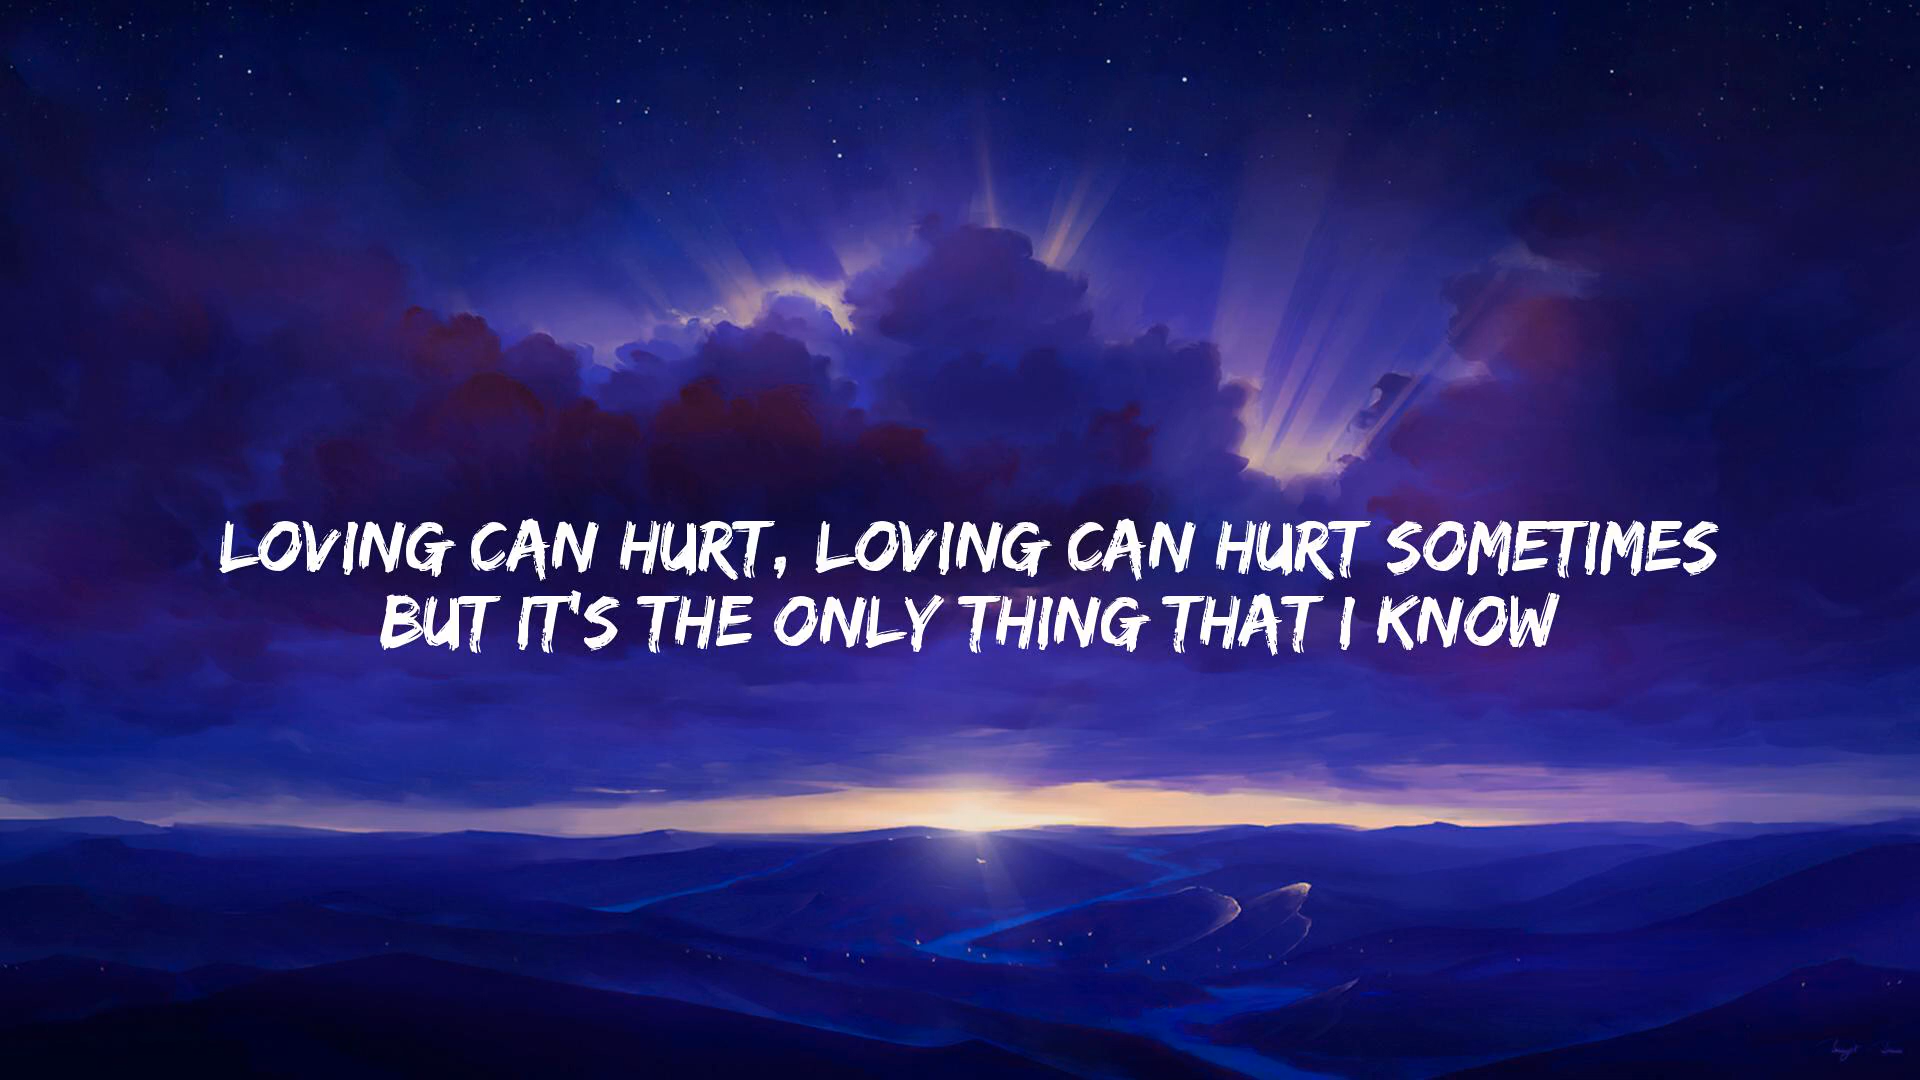 LOVING CAN HURT, LOVING CAN HURT SOMETIMES
BUT IT'S THE ONLY THING THAT I KNOW